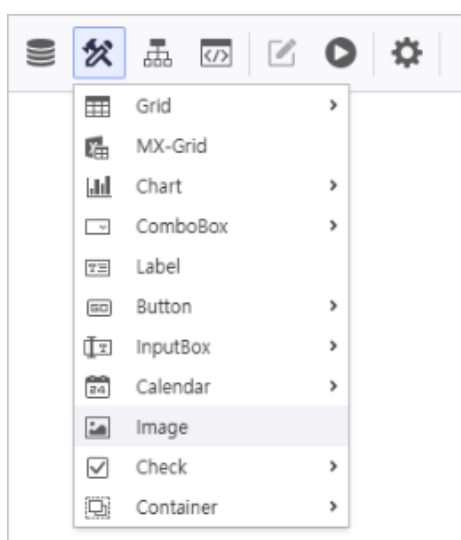 Grid
MX-Grid
Chart
ComboBox
Label
Button
InputBox
Calendar
Image
Check
Container